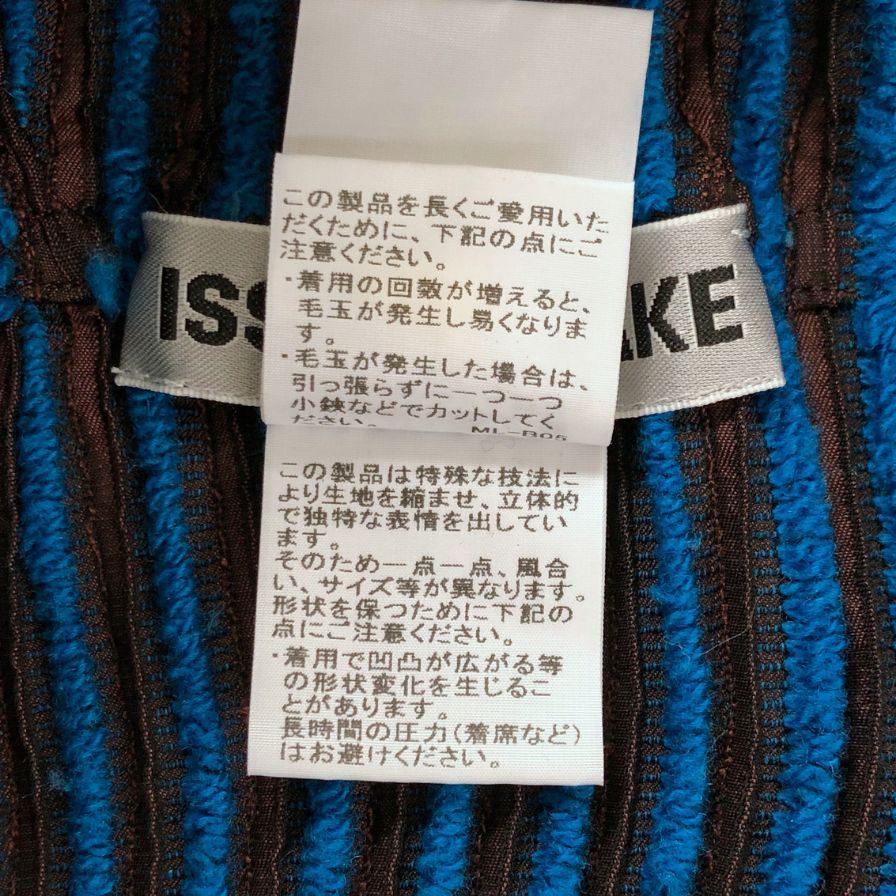 この製品を長くご愛用いた
だくために、下記の点にご
注意ください。
・着用の回数が増えると、
毛玉が発生し易くなりま
す。
・毛玉が発生した場合は、
引っ張らずに一つ一つ
小鋏などでカットしてく
ださい。 ML-B05
ISS
AKE
この製品は特殊な技法に
より生地を縮ませ、立体的
で独特な表情を出してい
ます。
そのため一点一点、風合
い、サイズ等が異なります。
形状を保つために下記の
点にご注意ください。
・着用で凹凸が広がる等
の形状変化を生じるこ
とがあります。
長時間の圧力(着席など)
はお避けください。